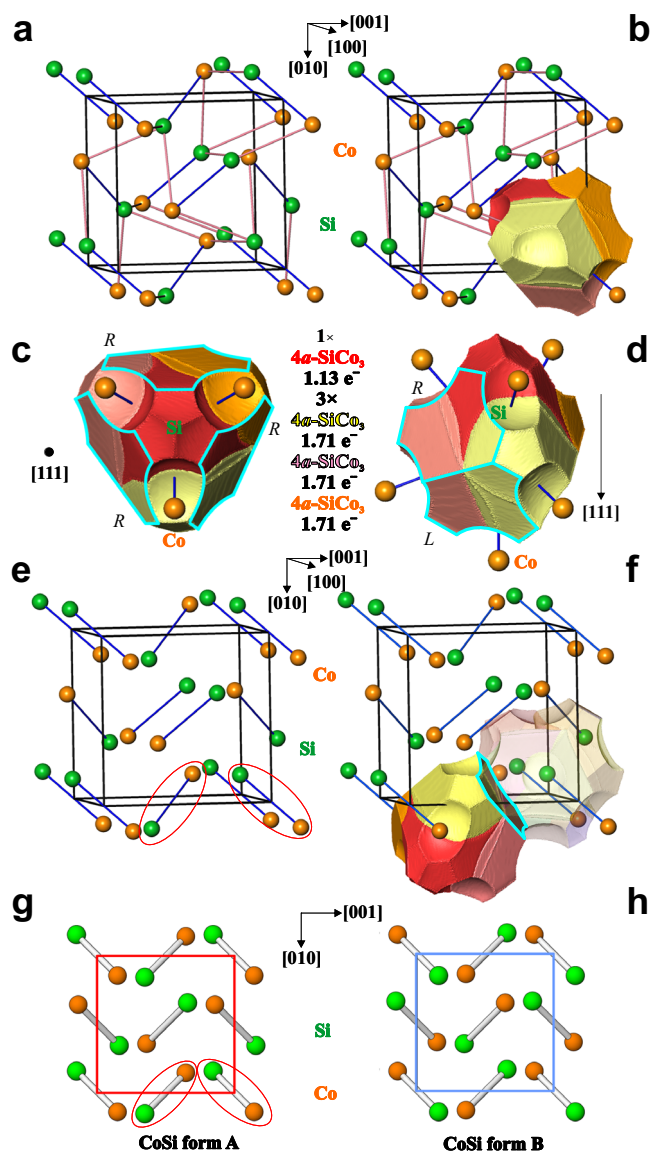 a
b
[001]
[100]
[010]
Co
Si
c
d
R
R
R
Si
Co
[111]
1×
4a-SiCo₃
1.13 e⁻
3×
4a-SiCo₃
1.71 e⁻
4a-SiCo₃
1.71 e⁻
4a-SiCo₃
1.71 e⁻
R
Si
L
Co
[111]
e
f
[001]
[100]
[010]
Co
Si
g
h
[001]
[010]
Si
Co
CoSi form A
CoSi form B